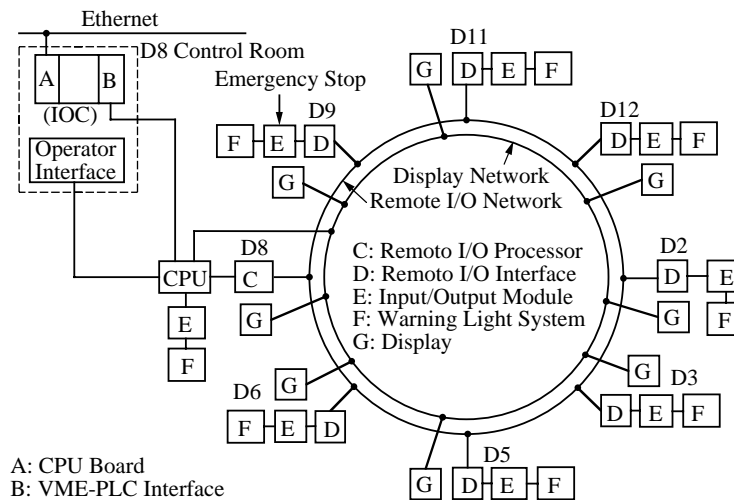 Ethernet
D8 Control Room
A
B
(IOC)
Operator
Interface
Emergency Stop
D9
F
E
D
G
D11
G
D
E
F
D12
D
E
F
G
Display Network
Remote I/O Network
D8
CPU
C
E
F
G
C: Remoto I/O Processor
D: Remoto I/O Interface
E: Input/Output Module
F: Warning Light System
G: Display
D2
D
E
F
G
G
D3
D
E
F
G
D6
F
E
D
D5
G
D
E
F
A: CPU Board
B: VME-PLC Interface